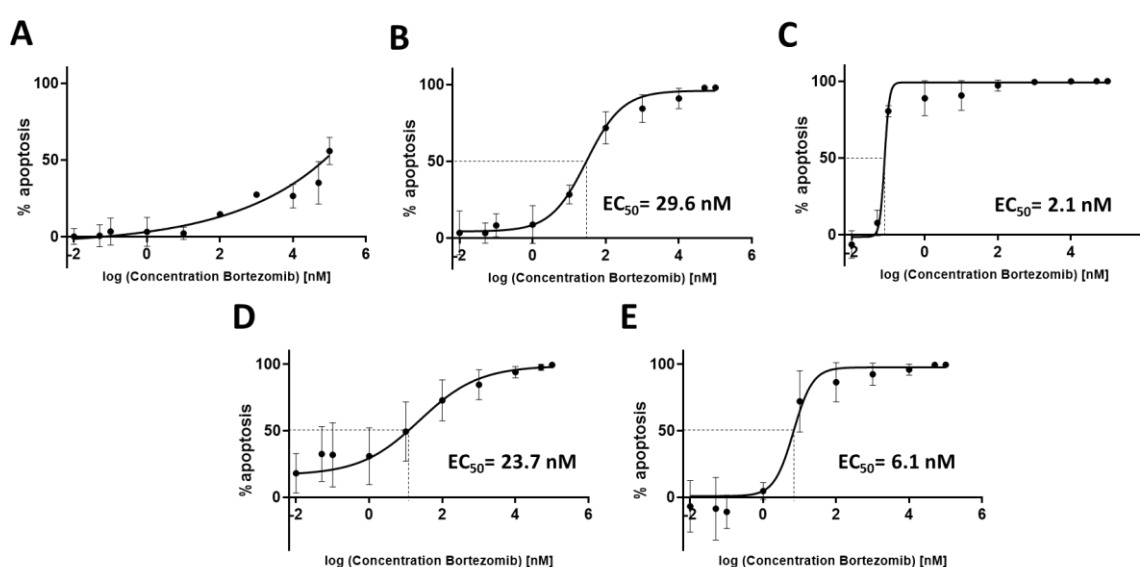 A
% apoptosis
100
50
0
-2
0
2
4
6
log (Concentration Bortezomib) [nM]
B
% apoptosis
100
50
0
-2
0
2
4
6
EC50= 29.6 nM
log (Concentration Bortezomib) [nM]
C
% apoptosis
100
50
0
-2
0
2
4
EC50= 2.1 nM
log (Concentration Bortezomib) [nM]
D
% apoptosis
100
50
0
-2
0
2
4
6
EC50= 23.7 nM
log (Concentration Bortezomib) [nM]
E
% apoptosis
100
50
0
-2
0
2
4
6
EC50= 6.1 nM
log (Concentration Bortezomib) [nM]